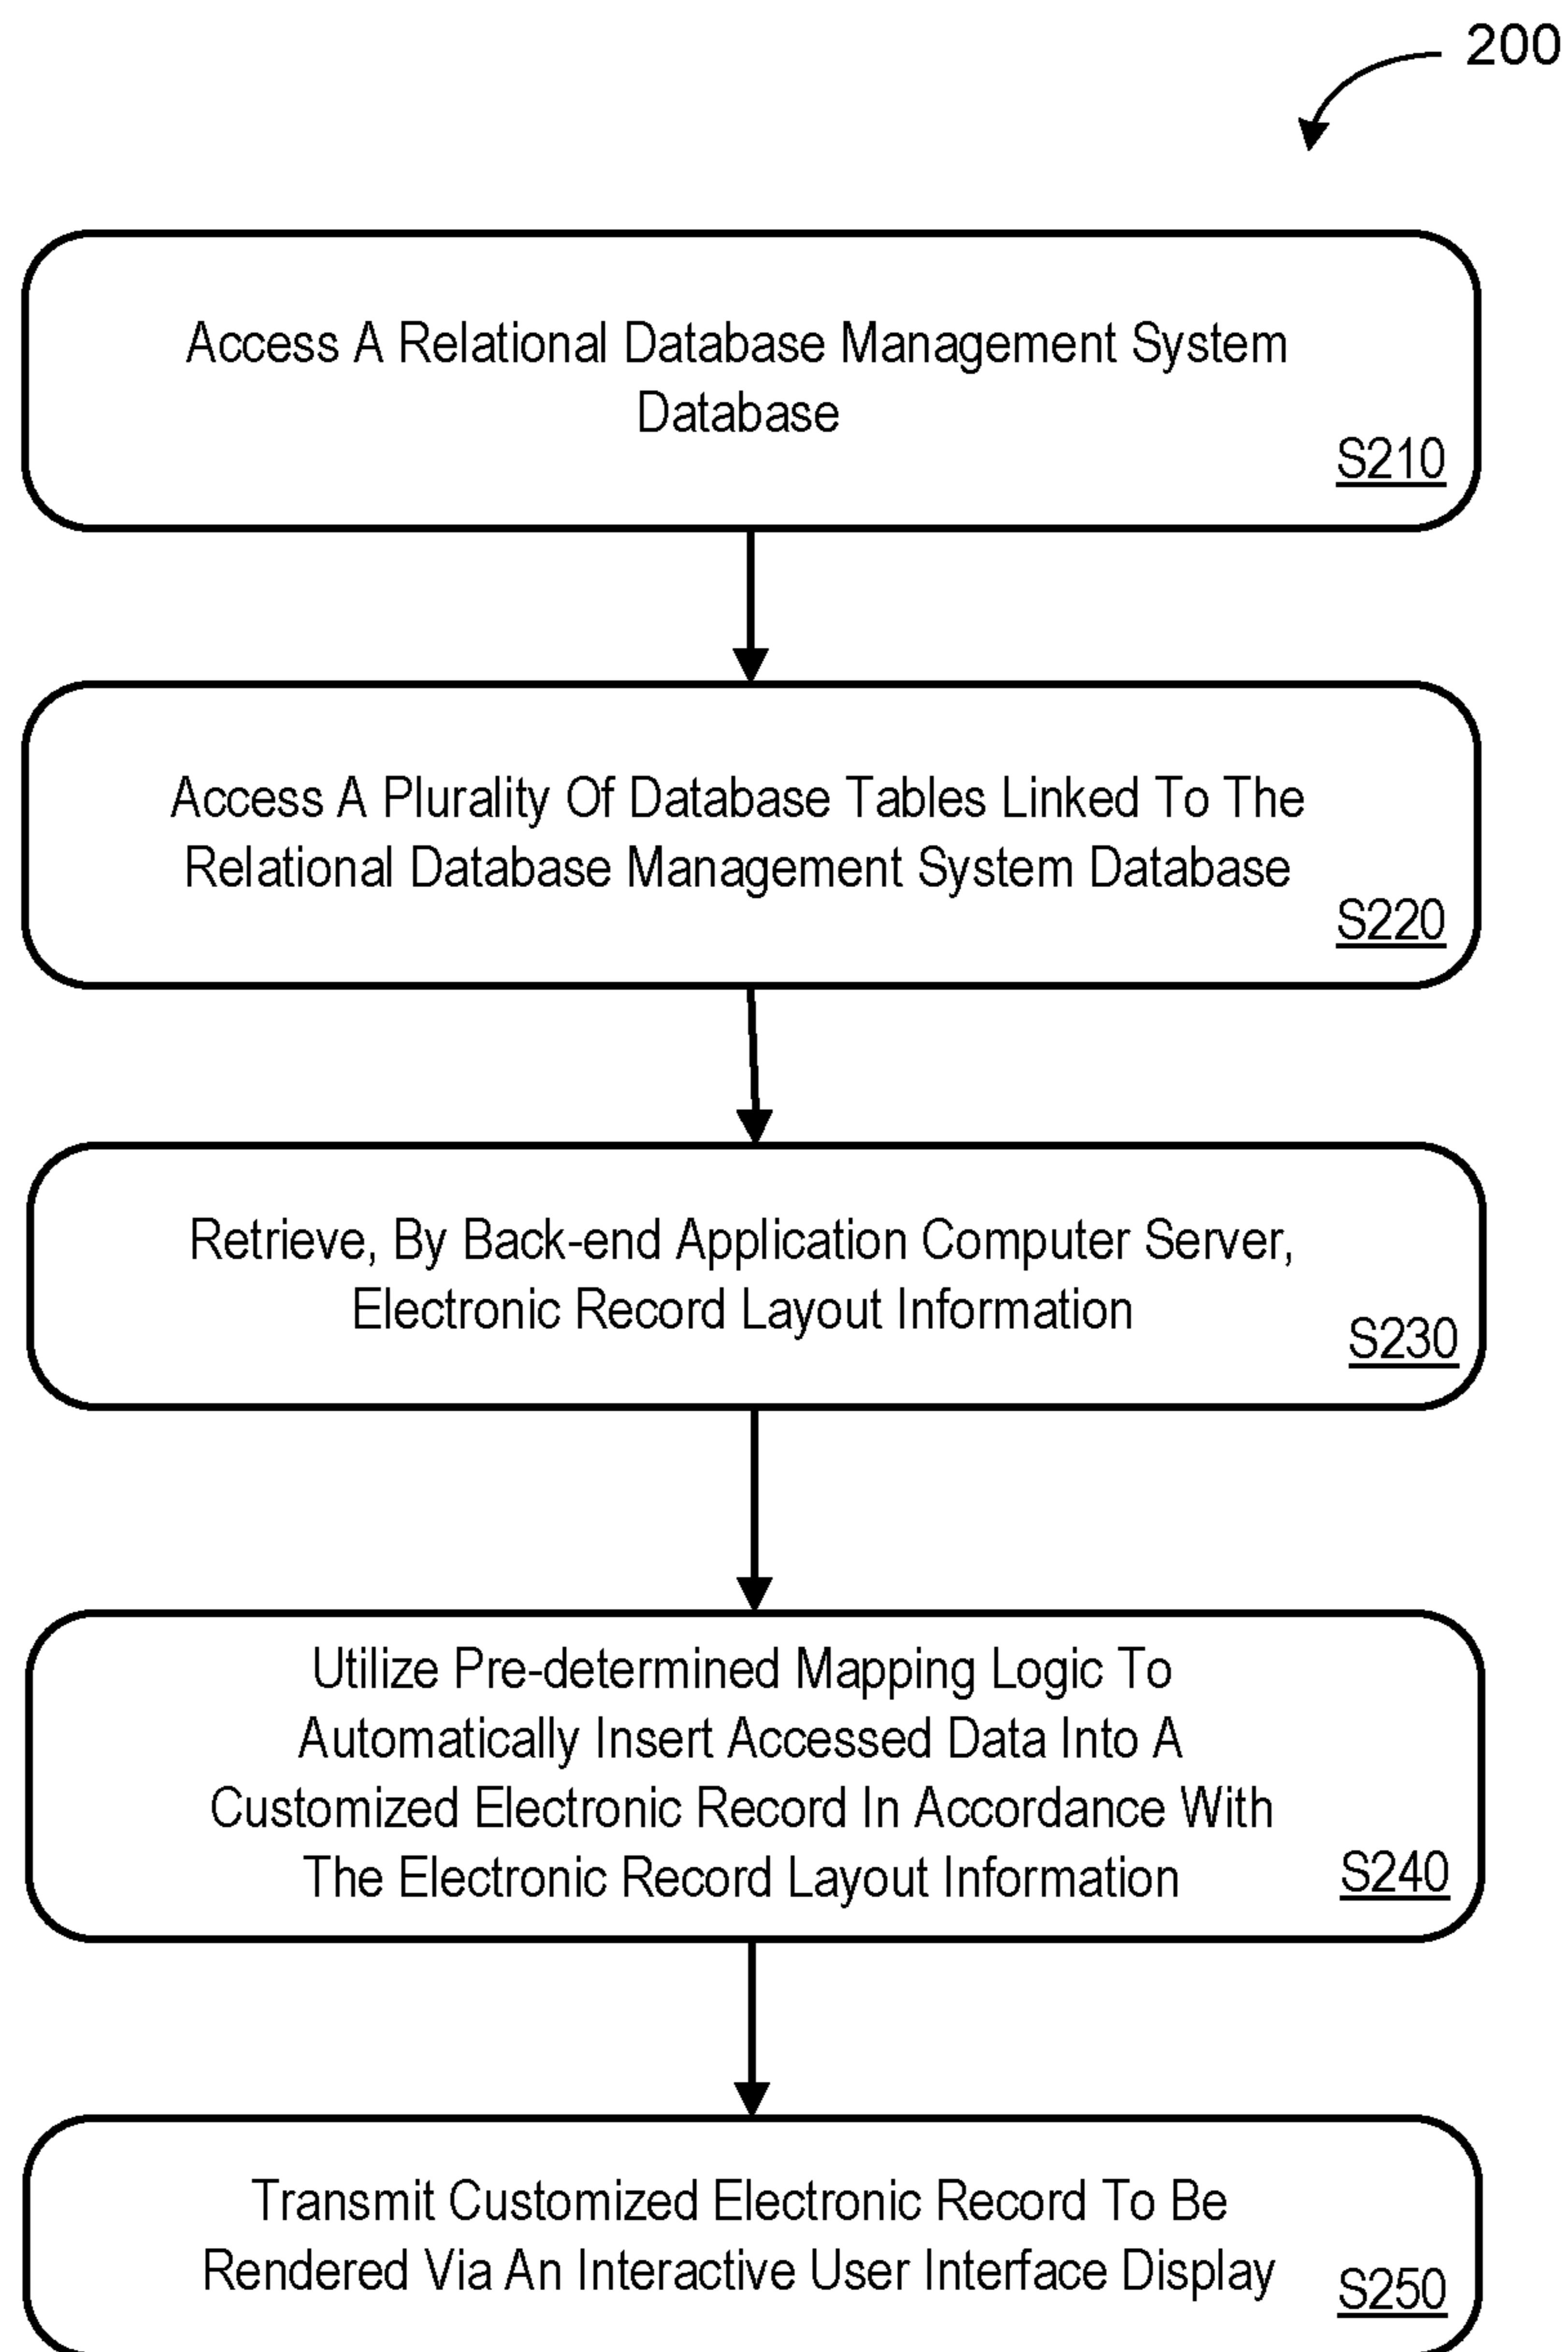 200
Access A Relational Database Management System
Database
S210
Access A Plurality Of Database Tables Linked To The
Relational Database Management System Database
S220
Retrieve, By Back-end Application Computer Server,
Electronic Record Layout Information
S230
Utilize Pre-determined Mapping Logic To
Automatically Insert Accessed Data Into A
Customized Electronic Record In Accordance With
The Electronic Record Layout Information
S240
Transmit Customized Electronic Record To Be
Rendered Via An Interactive User Interface Display
S250